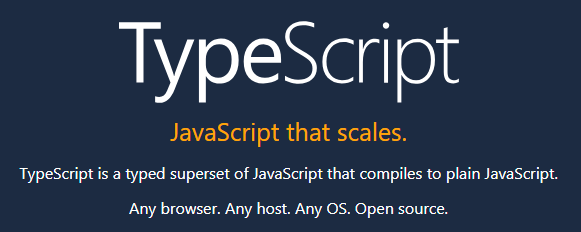 TypeScript
JavaScript that scales.
TypeScript is a typed superset of JavaScript that compiles to plain JavaScript.
Any browser. Any host. Any OS. Open source.